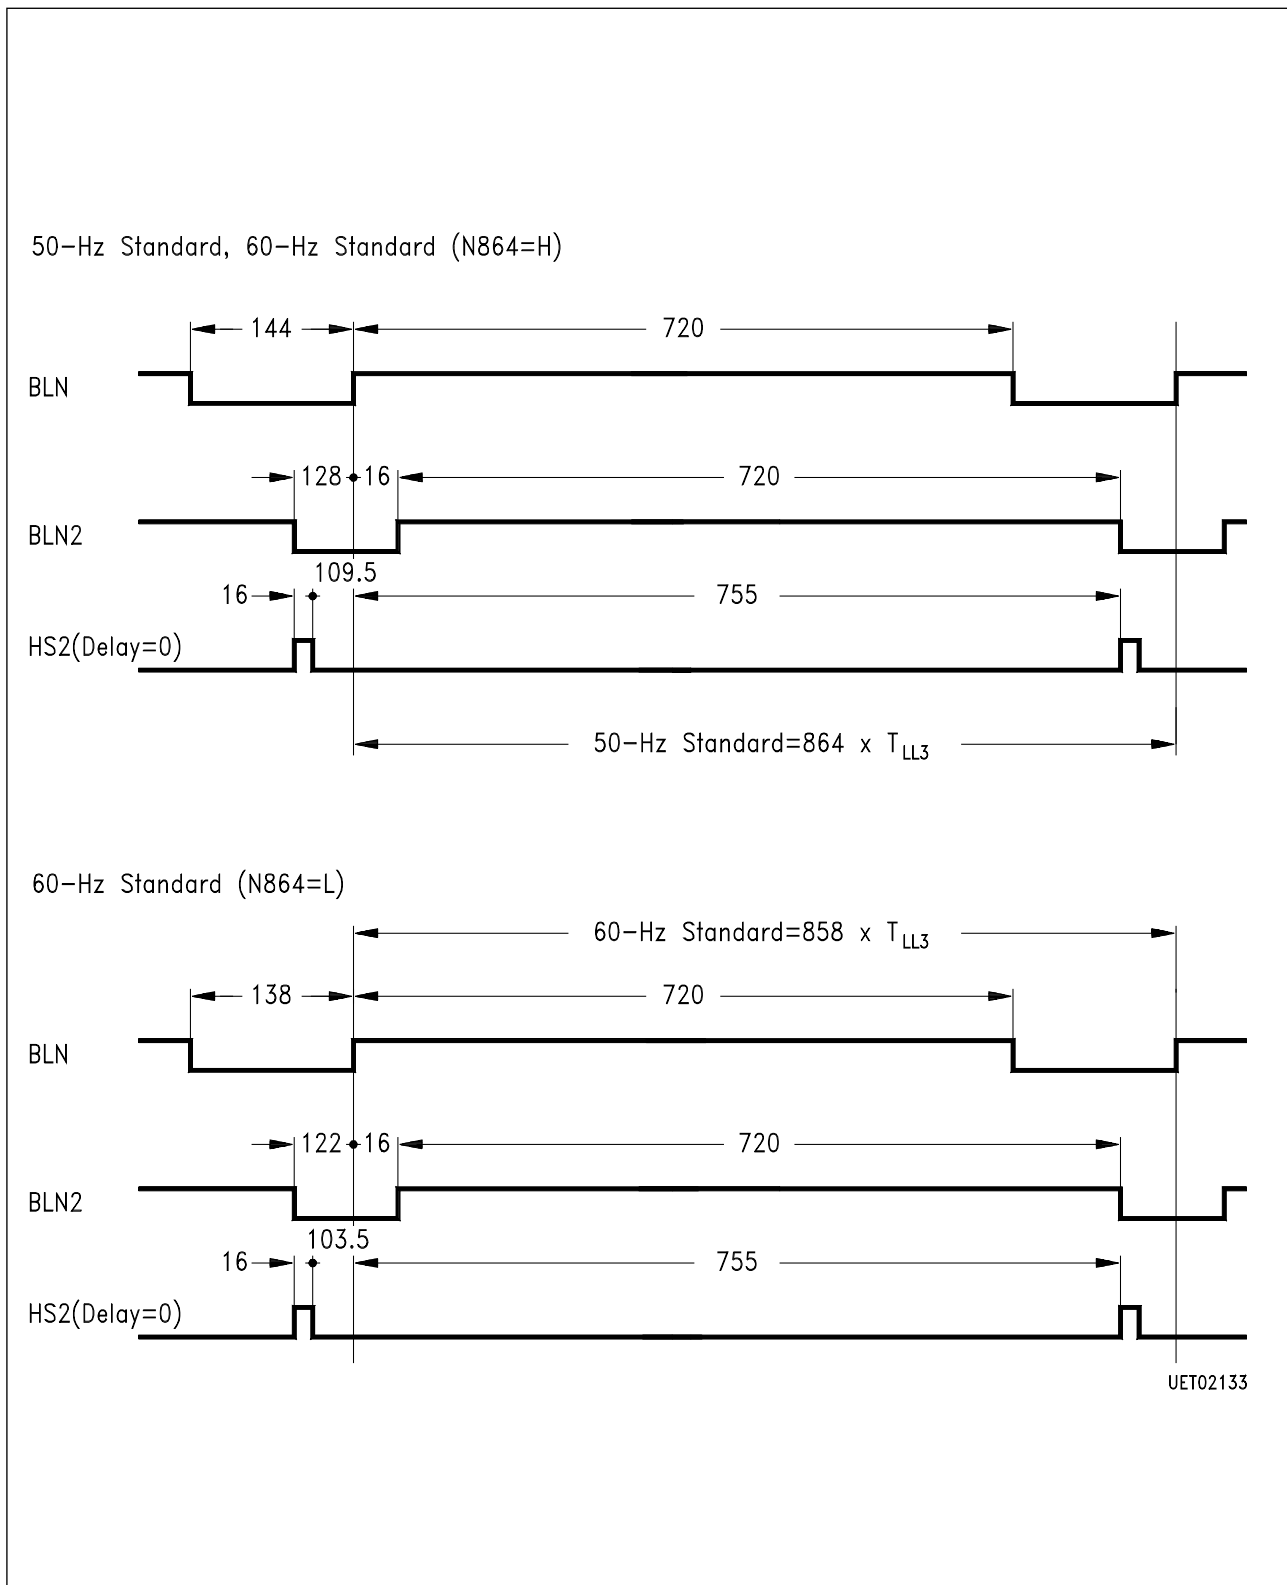 50-Hz Standard, 60-Hz Standard (N864=H)
144 720
BLN
128 16 720
BLN2
109.5
16 755
HS2(Delay=0)
50-Hz Standard=864 x TLL3
60-Hz Standard (N864=L)
60-Hz Standard=858 x TLL3
138 720
BLN
122 16 720
BLN2
103.5
16 755
HS2(Delay=0)
UET02133